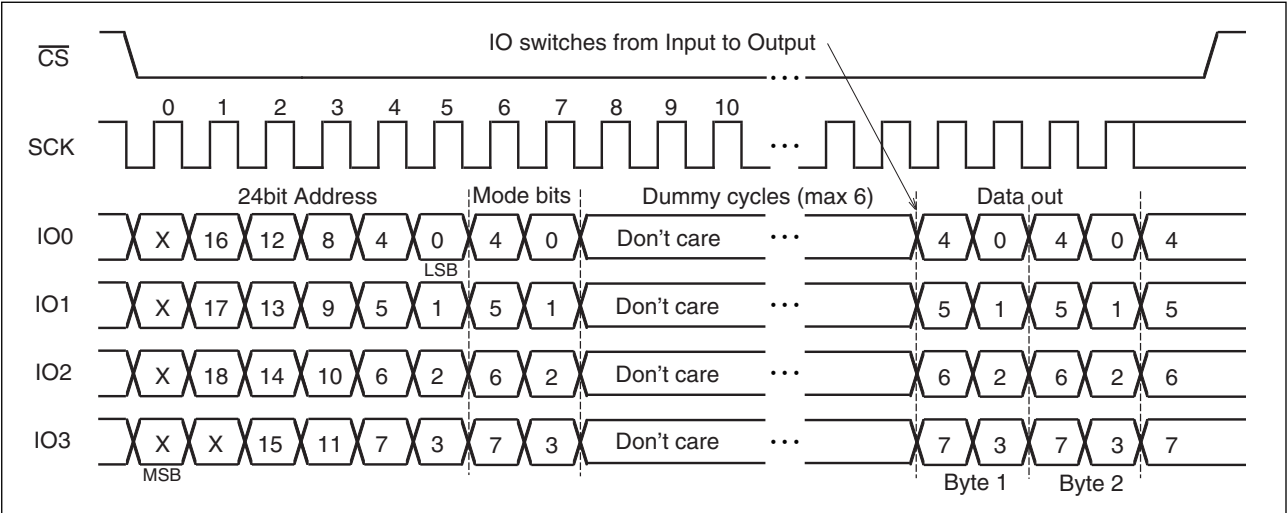 IO switches from Input to Output
CS
0 1 2 3 4 5 6 7 8 9 10
SCK
24bit Address Mode bits Dummy cycles (max 6) Data out
IO0 X 16 12 8 4 0 4 0 Don't care 4 0 4 0 4
LSB
IO1 X 17 13 9 5 1 5 1 Don't care 5 1 5 1 5
IO2 X 18 14 10 6 2 6 2 Don't care 6 2 6 2 6
IO3 X X 15 11 7 3 7 3 Don't care 7 3 7 3 7
MSB
Byte 1 Byte 2